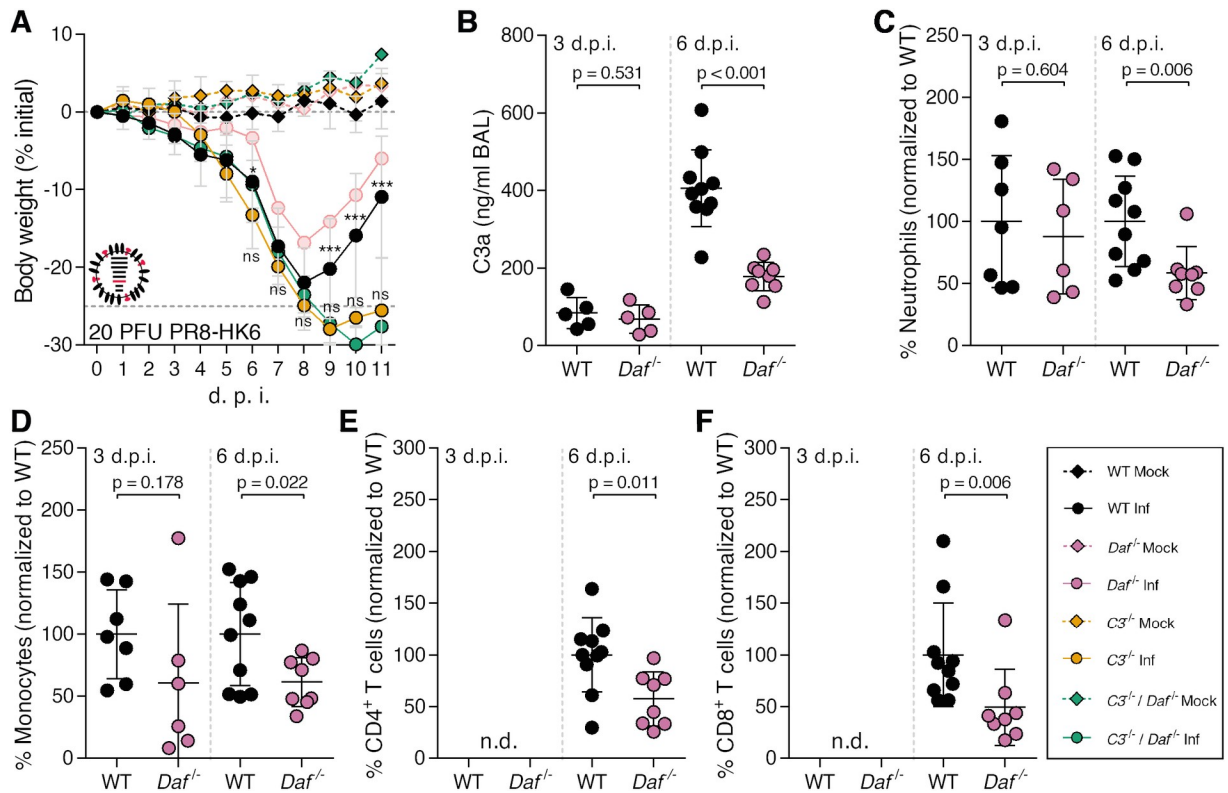 A
Body weight (% initial)
10
0
-10
-20
-30
*
***
***
***
ns
ns
ns
ns
ns
ns
20 PFU PR8-HK6
0 1 2 3 4 5 6 7 8 9 10 11
d. p. i.
B
C3a (ng/ml BAL)
800
600
400
200
0
3 d.p.i. 6 d.p.i.
p = 0.531 p < 0.001
WT Daf-/- WT Daf-/-
C
% Neutrophils (normalized to WT)
250
200
150
100
50
0
3 d.p.i. 6 d.p.i.
p = 0.604 p = 0.006
WT Daf-/- WT Daf-/-
D
% Monocytes (normalized to WT)
250
200
150
100
50
0
3 d.p.i. 6 d.p.i.
p = 0.178 p = 0.022
WT Daf-/- WT Daf-/-
E
% CD4+ T cells (normalized to WT)
300
250
200
150
100
50
0
3 d.p.i. 6 d.p.i.
p = 0.011
n.d.
WT Daf-/- WT Daf-/-
F
% CD8+ T cells (normalized to WT)
300
250
200
150
100
50
0
3 d.p.i. 6 d.p.i.
p = 0.006
n.d.
WT Daf-/- WT Daf-/-
WT Mock
WT Inf
Daf-/- Mock
Daf-/- Inf
C3-/- Mock
C3-/- Inf
C3-/- / Daf-/- Mock
C3-/- / Daf-/- Inf